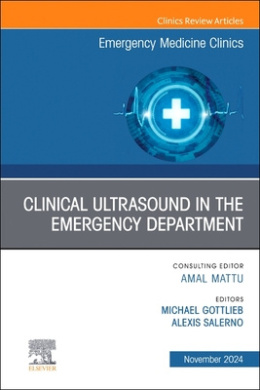 Clinics Review Articles
Emergency Medicine Clinics
CLINICAL ULTRASOUND IN THE
EMERGENCY DEPARTMENT
CONSULTING EDITOR
AMAL MATTU
EDITORS
MICHAEL GOTTLIEB
ALEXIS SALERNO
ELSEVIER
November 2024